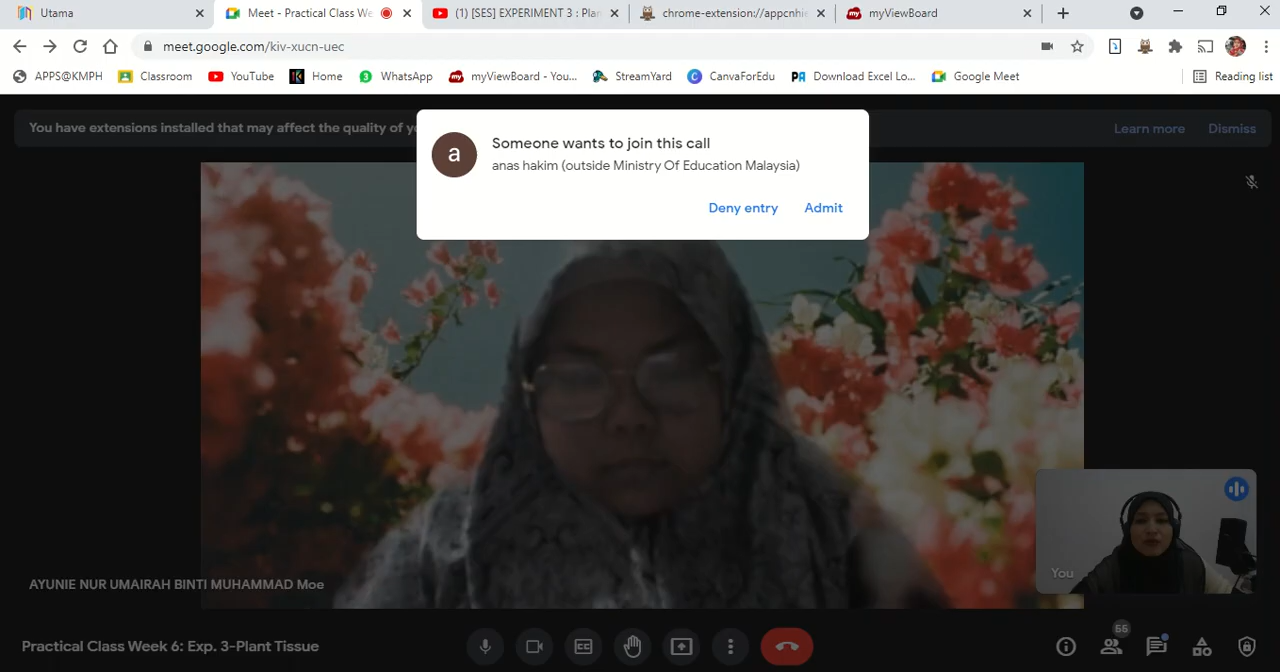 Utama
Meet - Practical Class We
(1) [SES] EXPERIMENT 3 : Plan
chrome-extension://appcnhie
myViewBoard
meet.google.com/kiv-xucn-uec
APPS@KMPH
Classroom
YouTube
Home
WhatsApp
myViewBoard - You...
StreamYard
CanvaForEdu
Download Excel Lo...
Google Meet
Reading list
You have extensions installed that may affect the quality of yo
Learn more
Dismiss
a
Someone wants to join this call
anas hakim (outside Ministry Of Education Malaysia)
Deny entry
Admit
You
AYUNIE NUR UMAIRAH BINTI MUHAMMAD Moe
55
Practical Class Week 6: Exp. 3-Plant Tissue